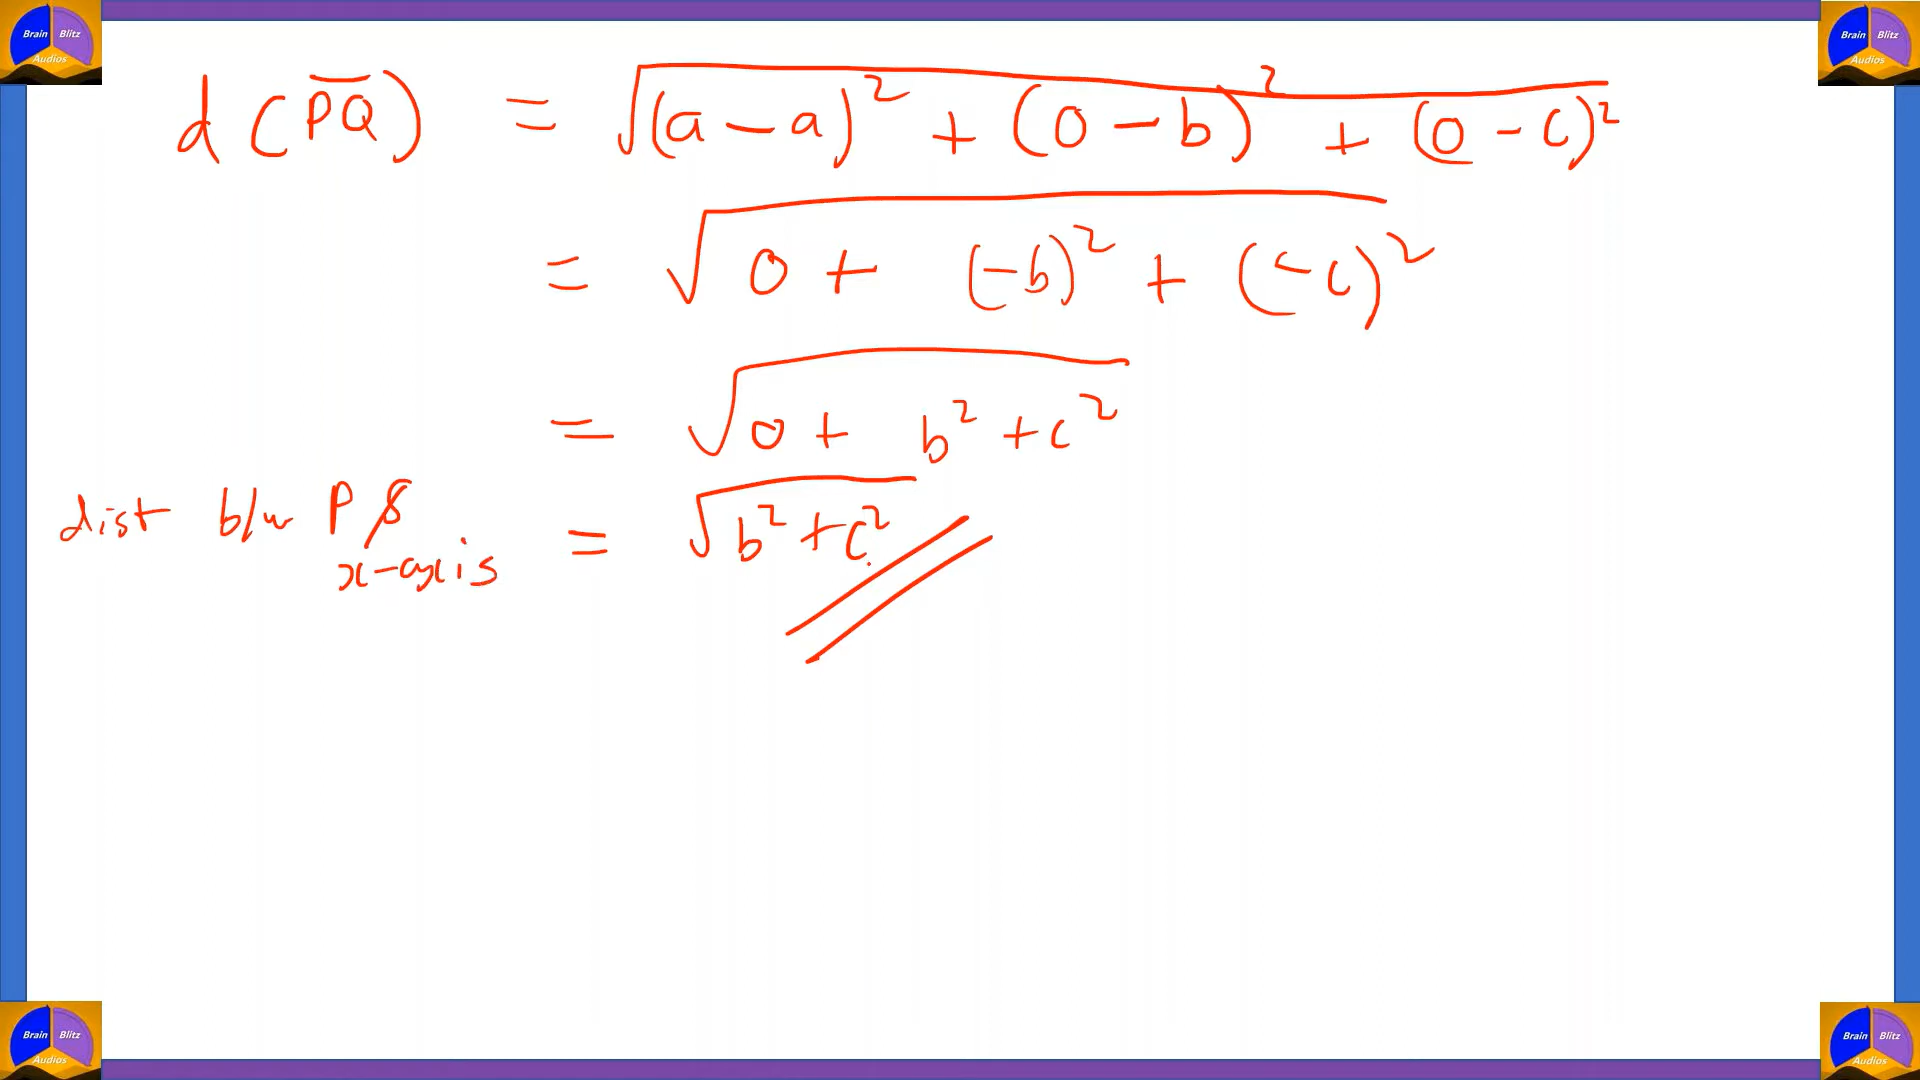 Brain Blitz Audios
Brain Blitz Audios
d(P̅Q̅) = √(a-a)² + (0-b)² + (0-c)²
= √0 + (-b)² + (-c)²
= √0 + b² + c²
dist b/w P & = √b² + c²
x-axis
Brain Blitz Audios
Brain Blitz Audios